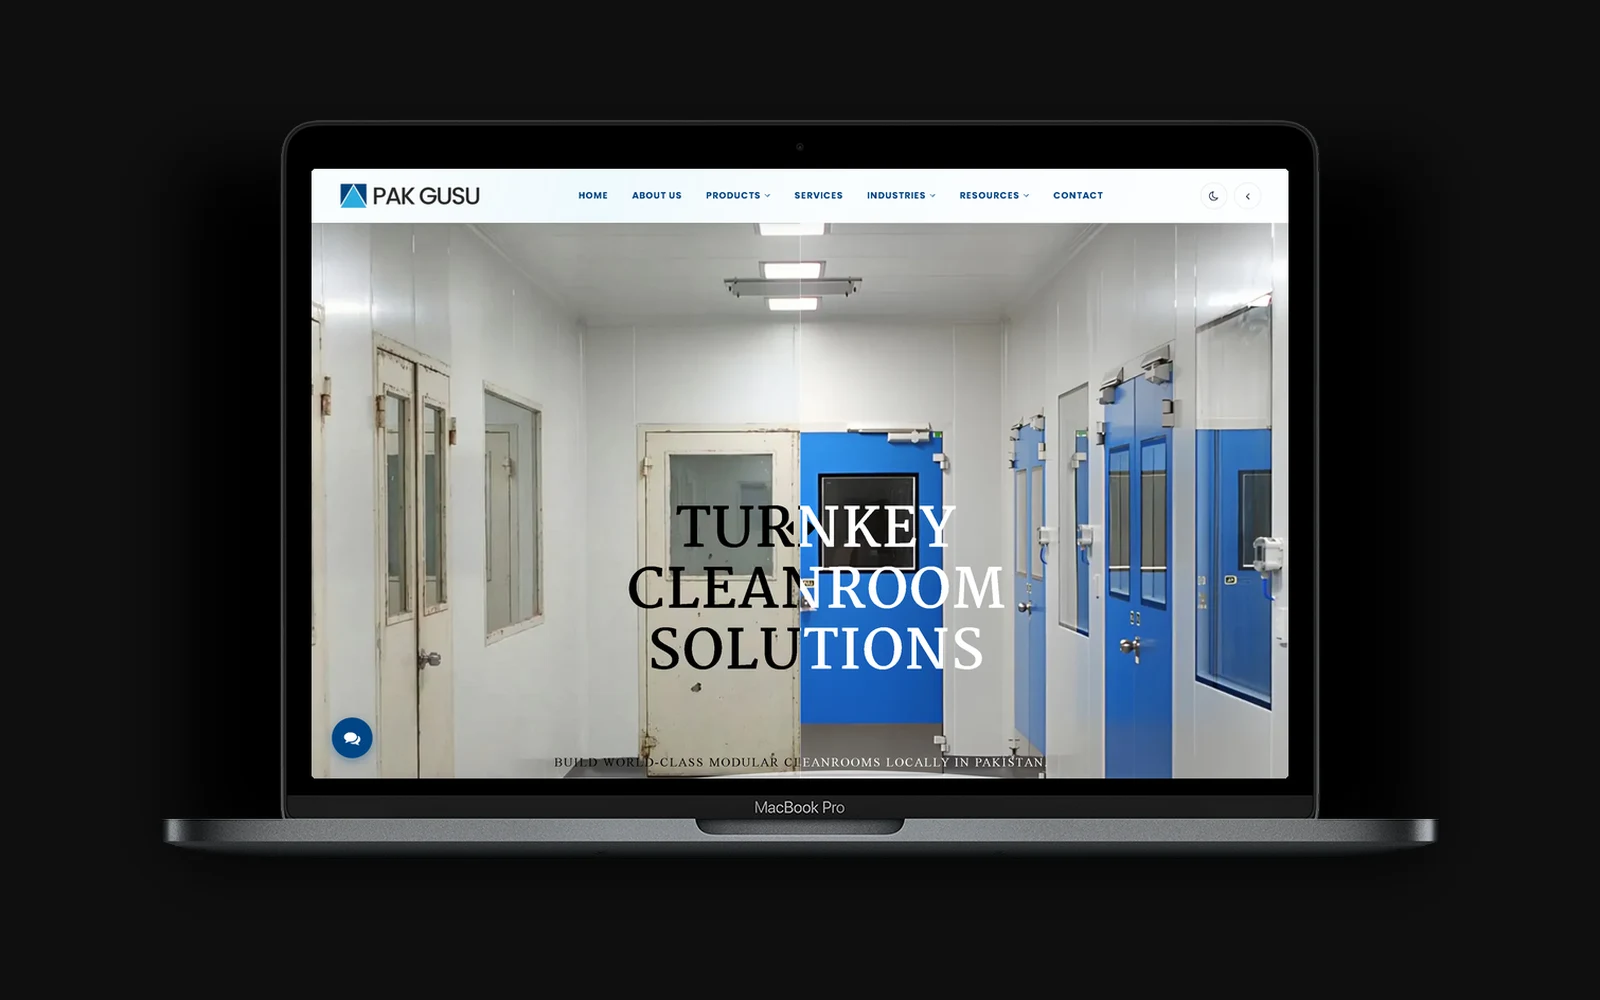 PAK GUSU
HOME ABOUT US PRODUCTS SERVICES INDUSTRIES RESOURCES CONTACT
TURNKEY
CLEANROOM
SOLUTIONS
BUILD WORLD-CLASS MODULAR CLEANROOMS LOCALLY IN PAKISTAN.
MacBook Pro